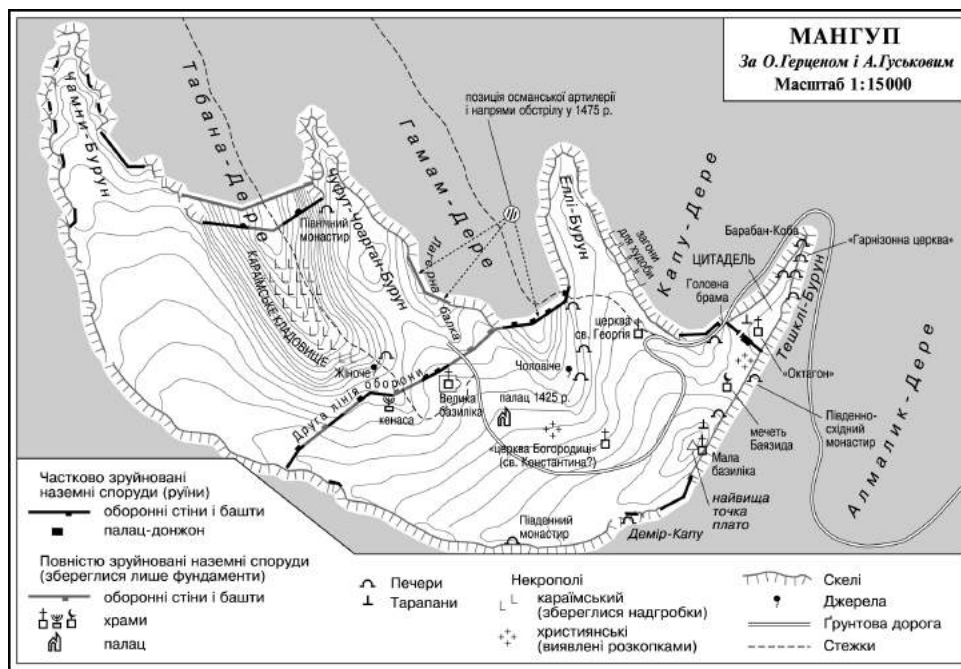 МАНГУП
За О.Герценом і А.Гуськовим
Масштаб 1:15000
Чамни-Бурун
Табана-Дере
Гамам-Дере
позиція османської артилерії
і напрями обстрілу у 1475 р.
Чуфут-Чоарган-Бурун
Північний
монастир
КАРАЇМСЬКЕ КЛАДОВИЩЕ
Лагерна балка
Еллі-Бурун
загони
для худоби
Капу-Дере
Барабан-Коба
«Гарнізонна церква»
ЦИТАДЕЛЬ
Головна
брама
Тешклі-Бурун
церква
св. Георгія
«Октагон»
Алмалик-Дере
Жіноче
Друга лінія оборони
кенаса
Велика
базиліка
Чоловіче
палац 1425 р.
«церква Богородиці»
(св. Константина?)
мечеть
Баязида
Південно-
східний
монастир
Мала
базиліка
найвища
точка
плато
Південний
монастир
Демір-Капу
Частково зруйновані
наземні споруди (руїни)
оборонні стіни і башти
палац-донжон
Повністю зруйновані наземні споруди
(збереглися лише фундаменти)
оборонні стіни і башти
храми
палац
Печери
Тарапани
Некрополі
караїмський
(збереглися надгробки)
християнські
(виявлені розкопками)
Скелі
Джерела
Ґрунтова дорога
Стежки